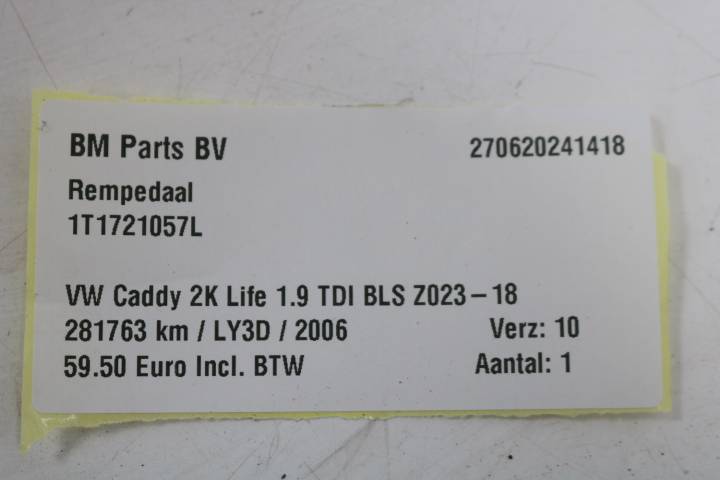 BM Parts BV 270620241418
Rempedaal
1T1721057L
VW Caddy 2K Life 1.9 TDI BLS Z023-18
281763 km / LY3D / 2006 Verz: 10
59.50 Euro Incl. BTW Aantal: 1